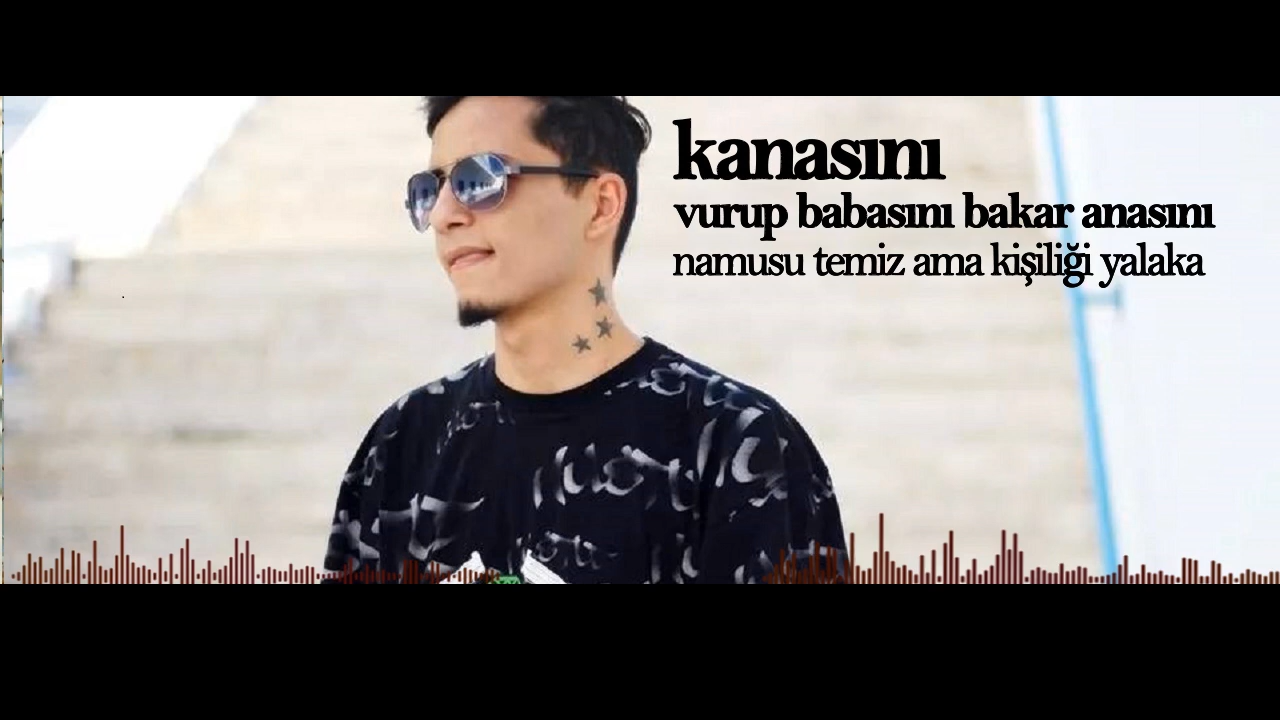 kanasını
vurup babasını bakar anasını
namusu temiz ama kişiliği yalaka